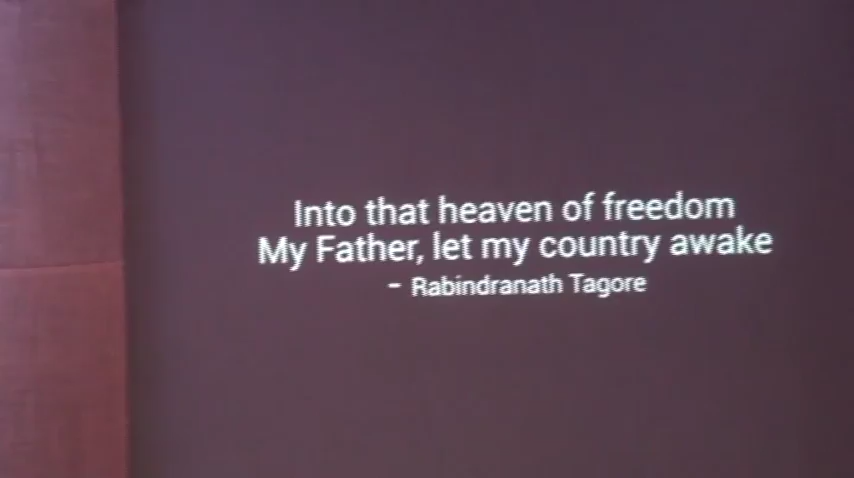 Into that heaven of freedom
My Father, let my country awake
- Rabindranath Tagore